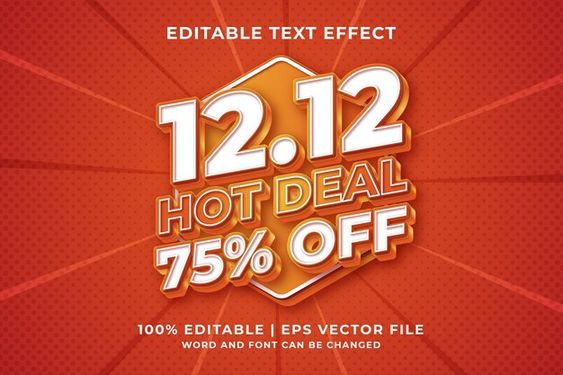 EDITABLE TEXT EFFECT
12.12
HOT DEAL
75% OFF
100% EDITABLE | EPS VECTOR FILE
WORD AND FONT CAN BE CHANGED